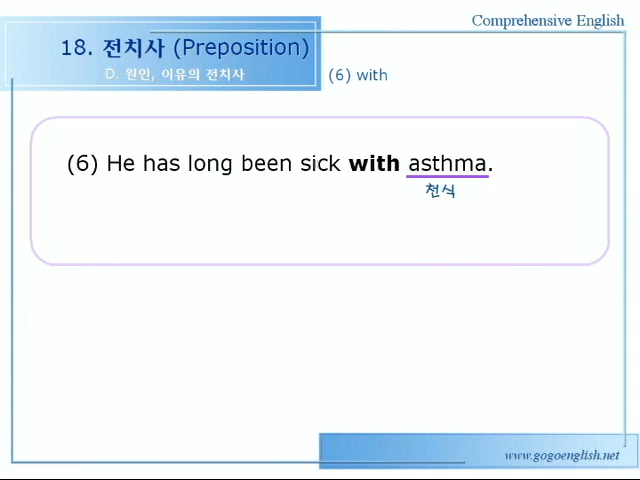 Comprehensive English
18. 전치사 (Preposition)
D. 원인, 이유의 전치사
(6) with
(6) He has long been sick with asthma.
천식
www.gogoenglish.net